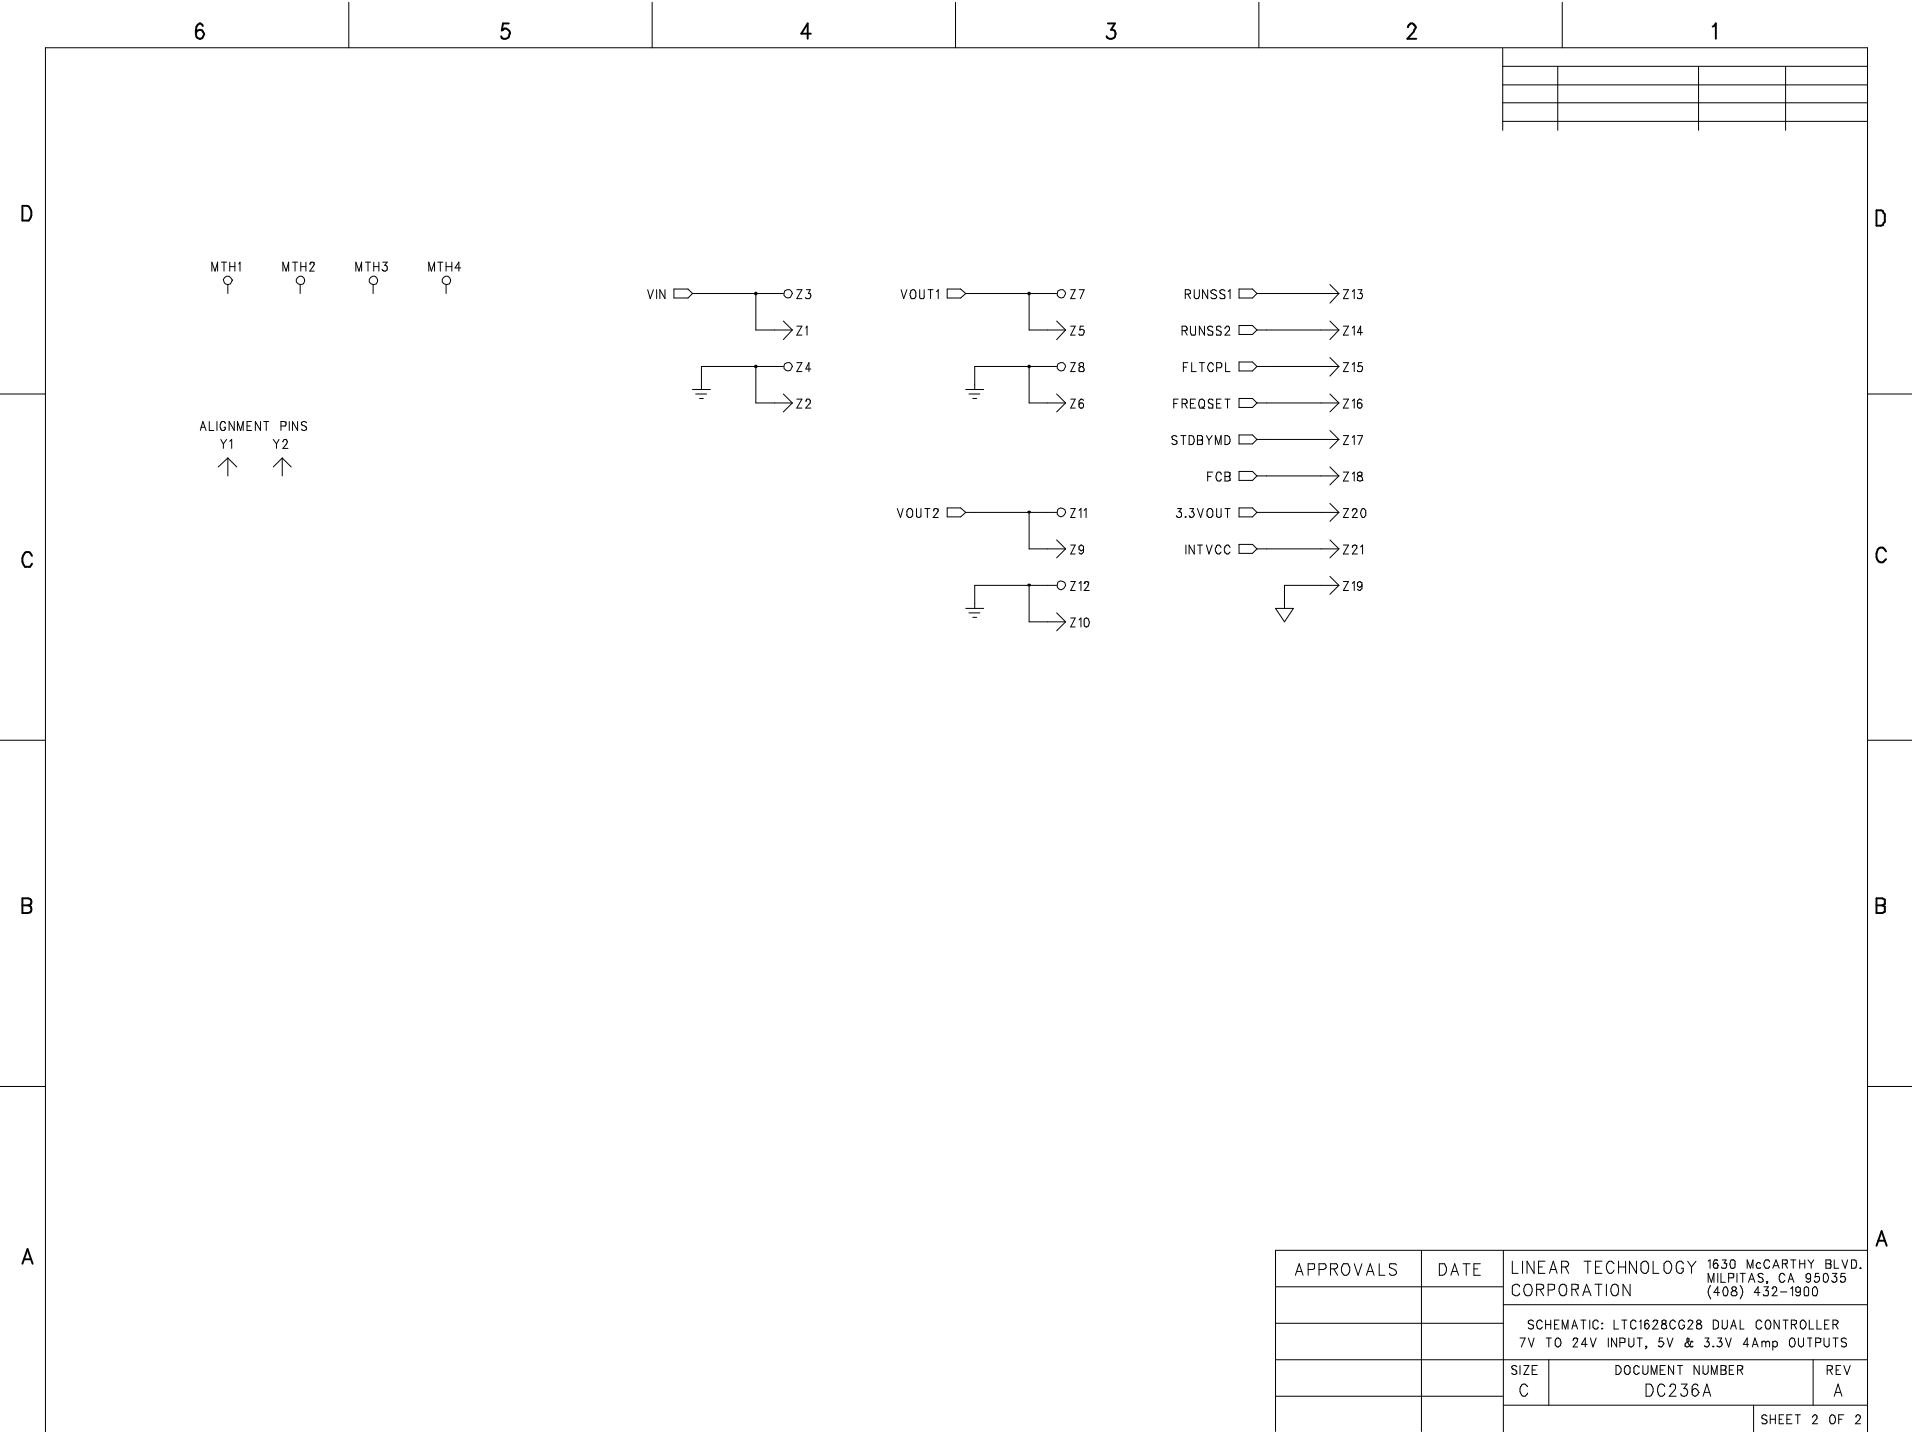 6 5 4 3 2 1
D D
MTH1 MTH2 MTH3 MTH4
VIN Z3 VOUT1 Z7 RUNSS1 Z13
Z1 Z5 RUNSS2 Z14
Z4 Z8 FLTCPL Z15
Z2 Z6 FREQSET Z16
ALIGNMENT PINS
Y1 Y2
STDBYMD Z17
FCB Z18
VOUT2 Z11 3.3VOUT Z20
Z9 INTVCC Z21
C C
Z12 Z19
Z10
B B
A A
APPROVALS DATE
LINEAR TECHNOLOGY
CORPORATION
1630 McCARTHY BLVD.
MILPITAS, CA 95035
(408) 432-1900
SCHEMATIC: LTC1628CG28 DUAL CONTROLLER
7V TO 24V INPUT, 5V & 3.3V 4Amp OUTPUTS
SIZE DOCUMENT NUMBER REV
C DC236A A
SHEET 2 OF 2